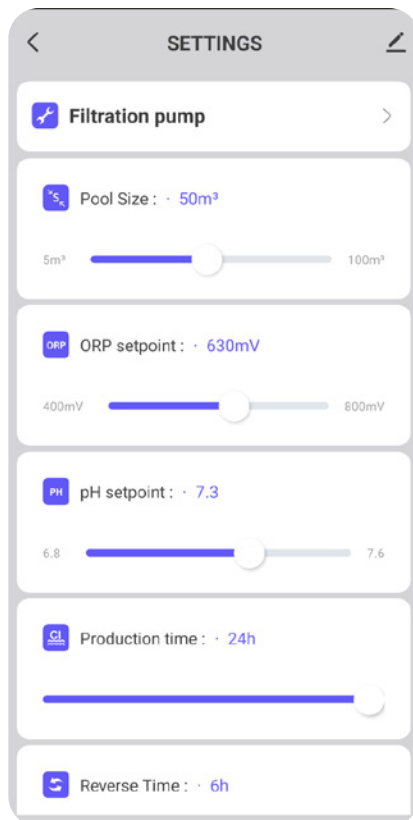 SETTINGS
Filtration pump
Pool Size : · 50m³
5m³ 100m³
ORP ORP setpoint : · 630mV
400mV 800mV
PH pH setpoint : · 7.3
6.8 7.6
CL Production time : · 24h
Reverse Time : · 6h